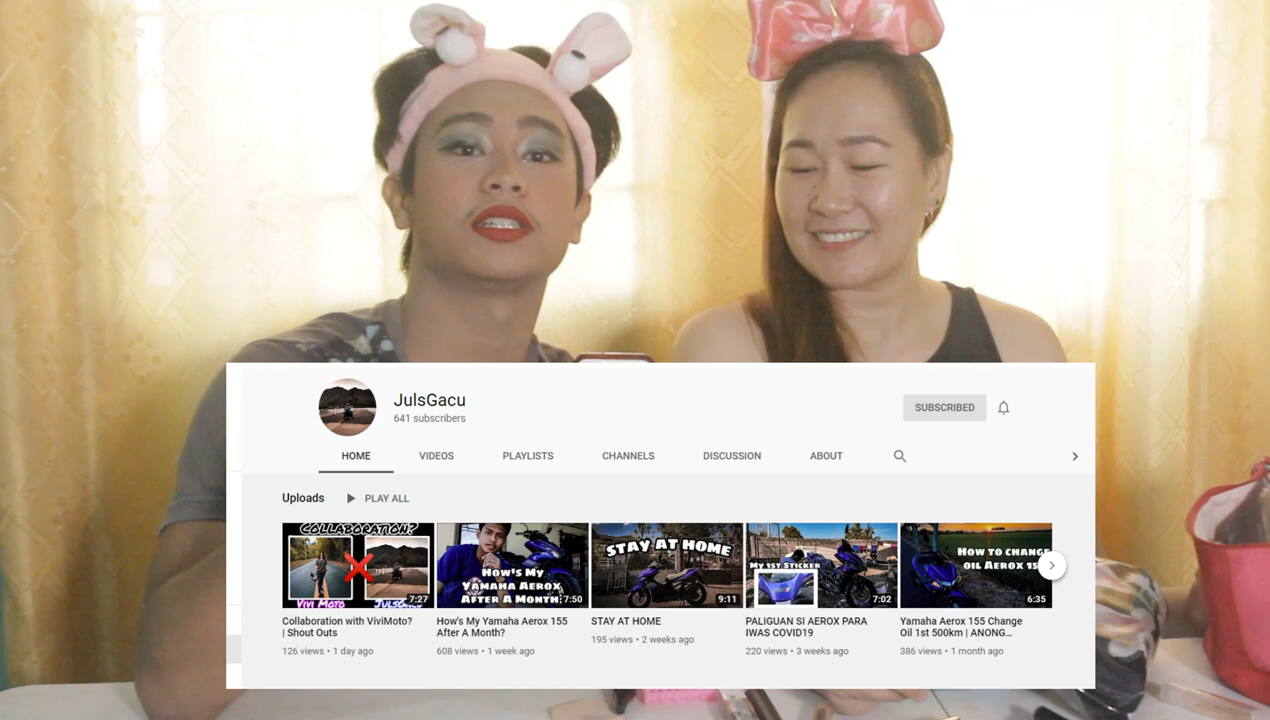 JulsGacu
641 subscribers
SUBSCRIBED
HOME VIDEOS PLAYLISTS CHANNELS DISCUSSION ABOUT
Uploads PLAY ALL
COLLABORATION?
VIVI MOTO
7:27
How's My
Yamaha Aerox
After A Month?
7:50
STAY AT HOME
9:11
My 1st Sticker
7:02
How to change
oil Aerox 15
6:35
Collaboration with ViviMoto?
| Shout Outs
126 views • 1 day ago
How's My Yamaha Aerox 155
After A Month?
608 views • 1 week ago
STAY AT HOME
195 views • 2 weeks ago
PALIGUAN SI AEROX PARA
IWAS COVID19
220 views • 3 weeks ago
Yamaha Aerox 155 Change
Oil 1st 500km | ANONG...
386 views • 1 month ago